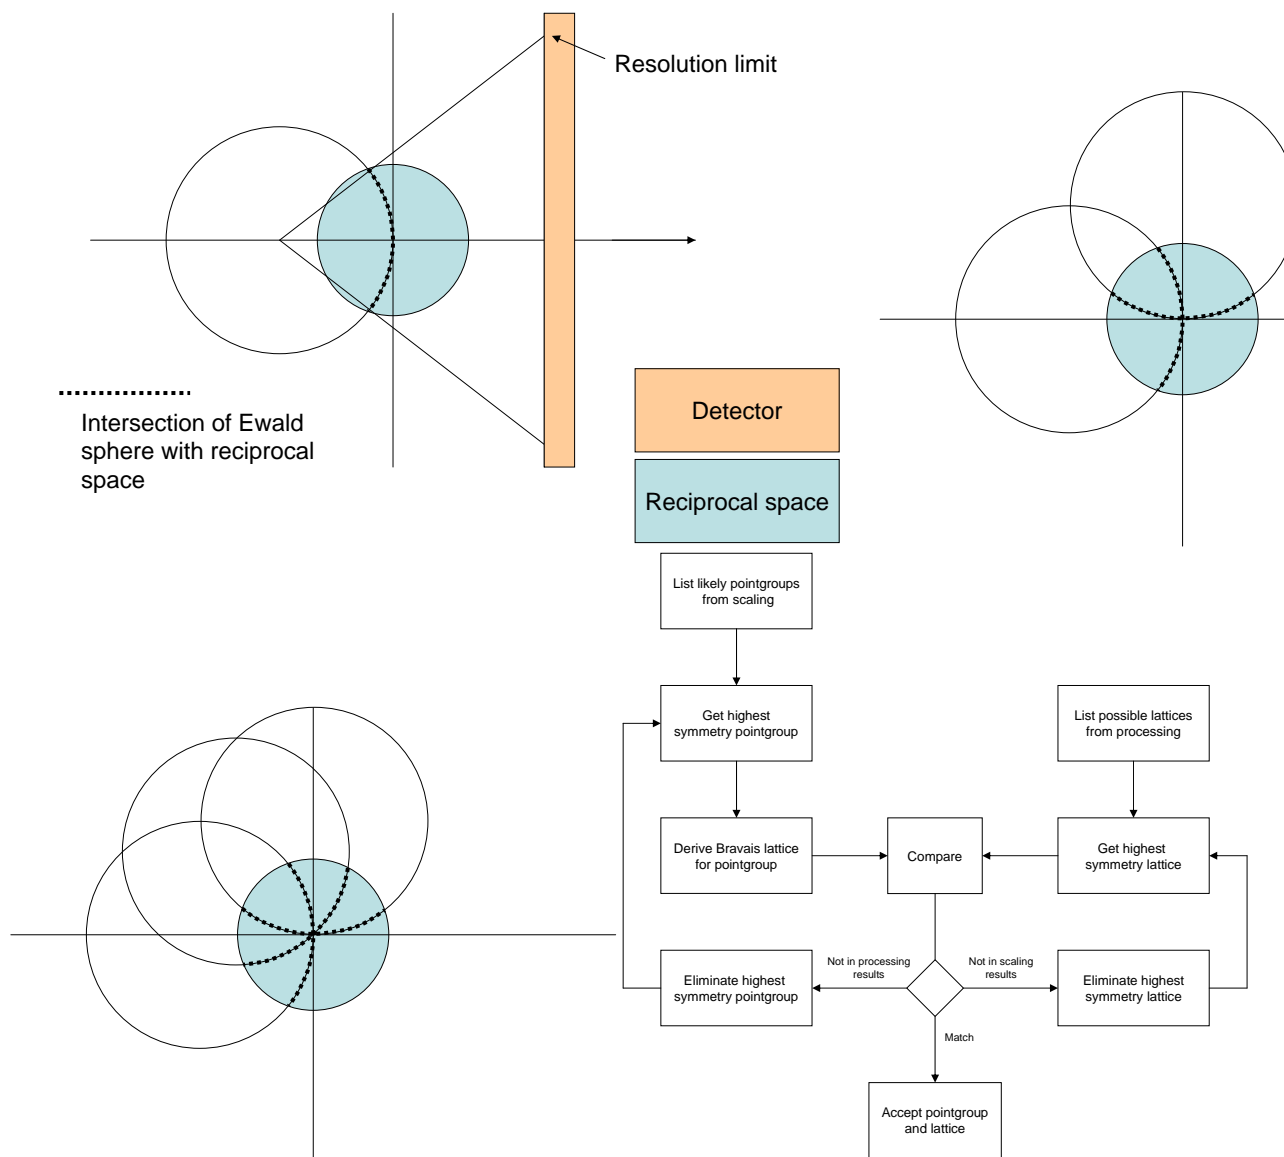 Resolution limit
Intersection of Ewald
sphere with reciprocal
space
Detector
Reciprocal space
List likely pointgroups
from scaling
Get highest
symmetry pointgroup
List possible lattices
from processing
Derive Bravais lattice
for pointgroup
Compare
Get highest
symmetry lattice
Not in processing
results
Not in scaling
results
Eliminate highest
symmetry pointgroup
Eliminate highest
symmetry lattice
Match
Accept pointgroup
and lattice